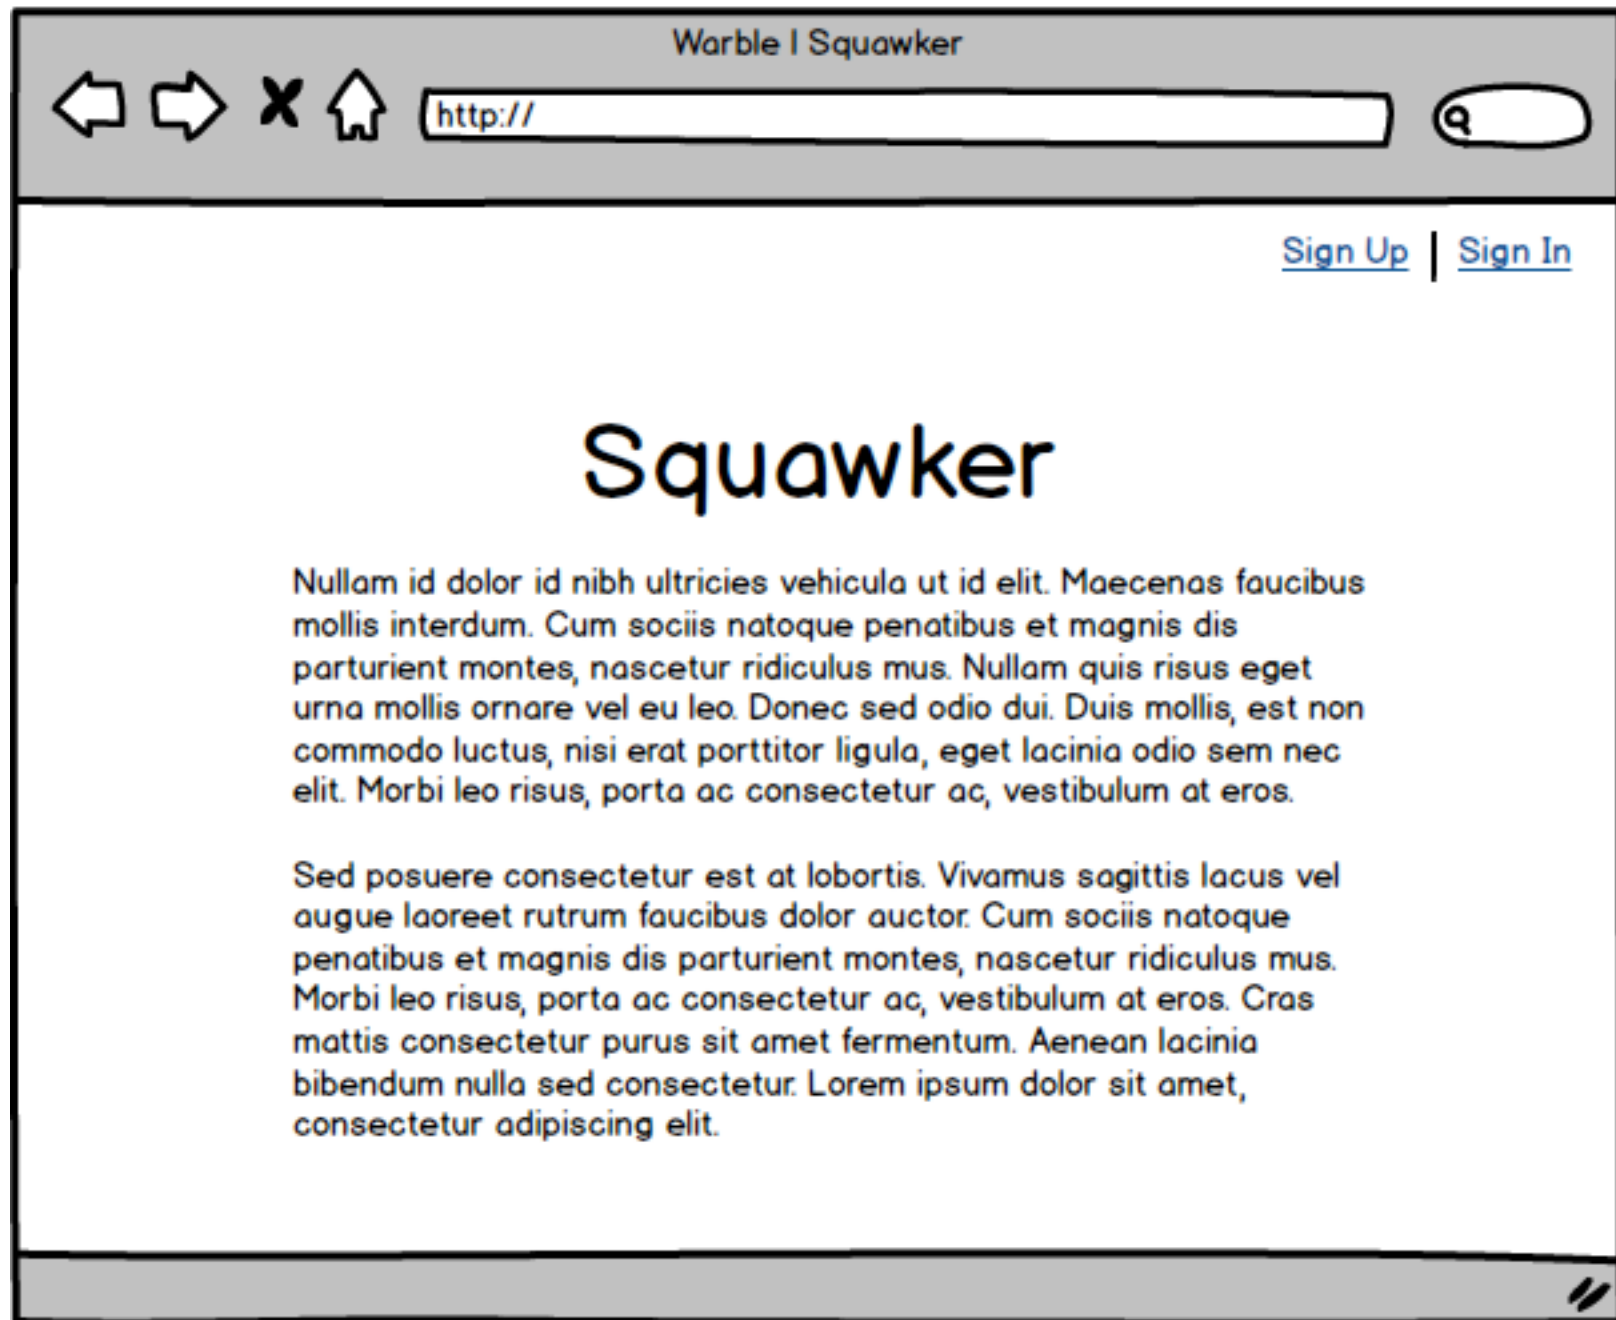 Warble | Squawker
http://
Sign Up | Sign In
Squawker
Nullam id dolor id nibh ultricies vehicula ut id elit. Maecenas faucibus
mollis interdum. Cum sociis natoque penatibus et magnis dis
parturient montes, nascetur ridiculus mus. Nullam quis risus eget
urna mollis ornare vel eu leo. Donec sed odio dui. Duis mollis, est non
commodo luctus, nisi erat porttitor ligula, eget lacinia odio sem nec
elit. Morbi leo risus, porta ac consectetur ac, vestibulum at eros.
Sed posuere consectetur est at lobortis. Vivamus sagittis lacus vel
augue laoreet rutrum faucibus dolor auctor. Cum sociis natoque
penatibus et magnis dis parturient montes, nascetur ridiculus mus.
Morbi leo risus, porta ac consectetur ac, vestibulum at eros. Cras
mattis consectetur purus sit amet fermentum. Aenean lacinia
bibendum nulla sed consectetur. Lorem ipsum dolor sit amet,
consectetur adipiscing elit.